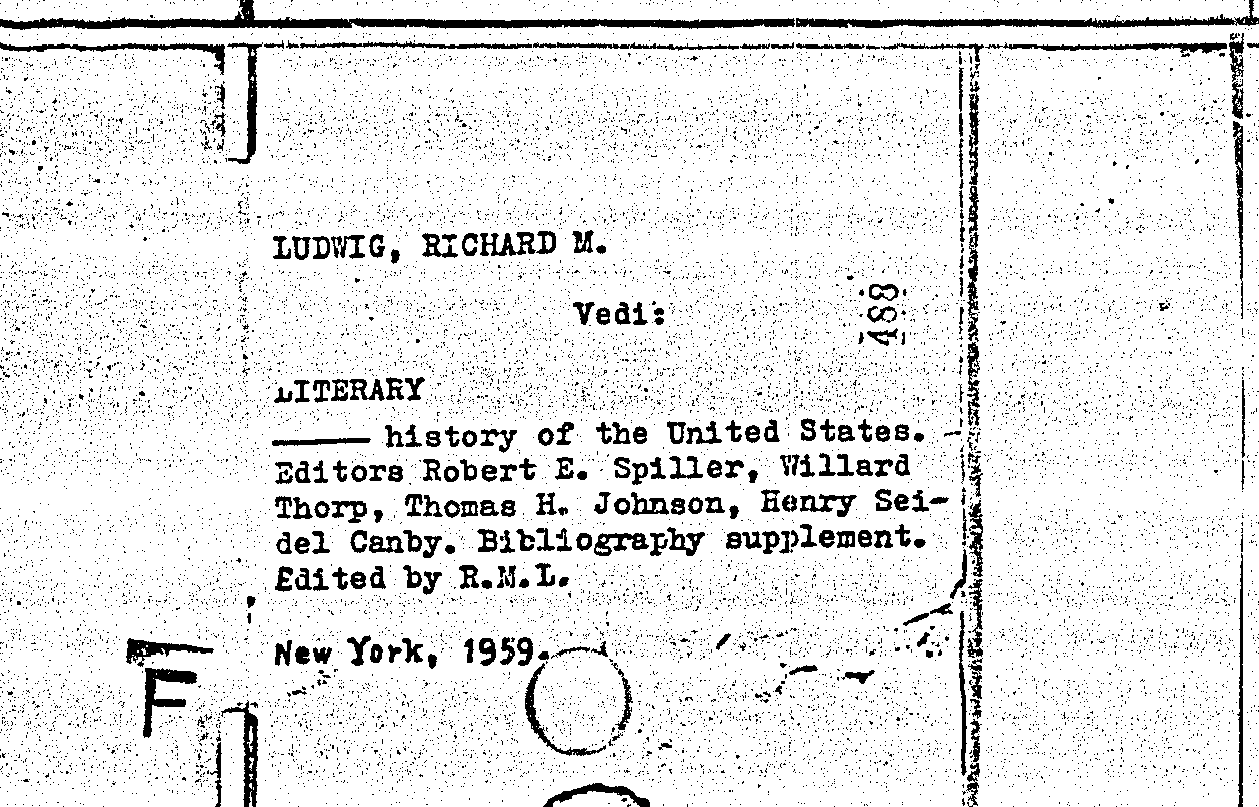 LUDWIG, RICHARD M.
Vedi:
488
LITERARY
—— history of the United States.
Editors Robert E. Spiller, Willard
Thorp, Thomas H. Johnson, Henry Sei-
del Canby. Bibliography supplement.
Edited by R.M.L.
New York, 1959.
F